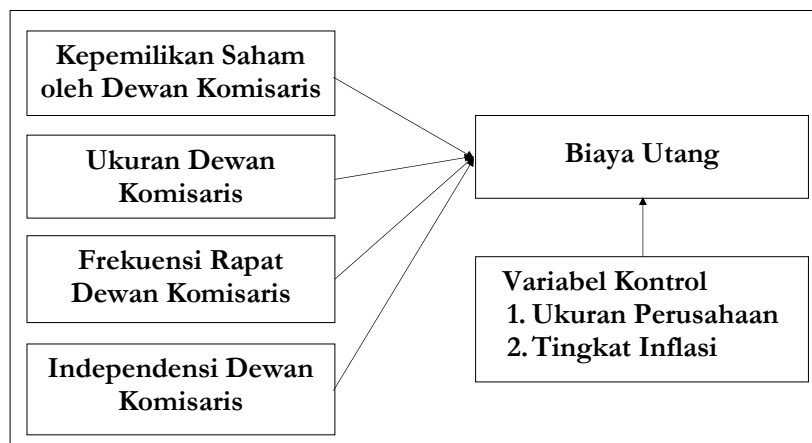 Kepemilikan Saham
oleh Dewan Komisaris
Ukuran Dewan
Komisaris
Frekuensi Rapat
Dewan Komisaris
Independensi Dewan
Komisaris
Biaya Utang
Variabel Kontrol
1. Ukuran Perusahaan
2. Tingkat Inflasi